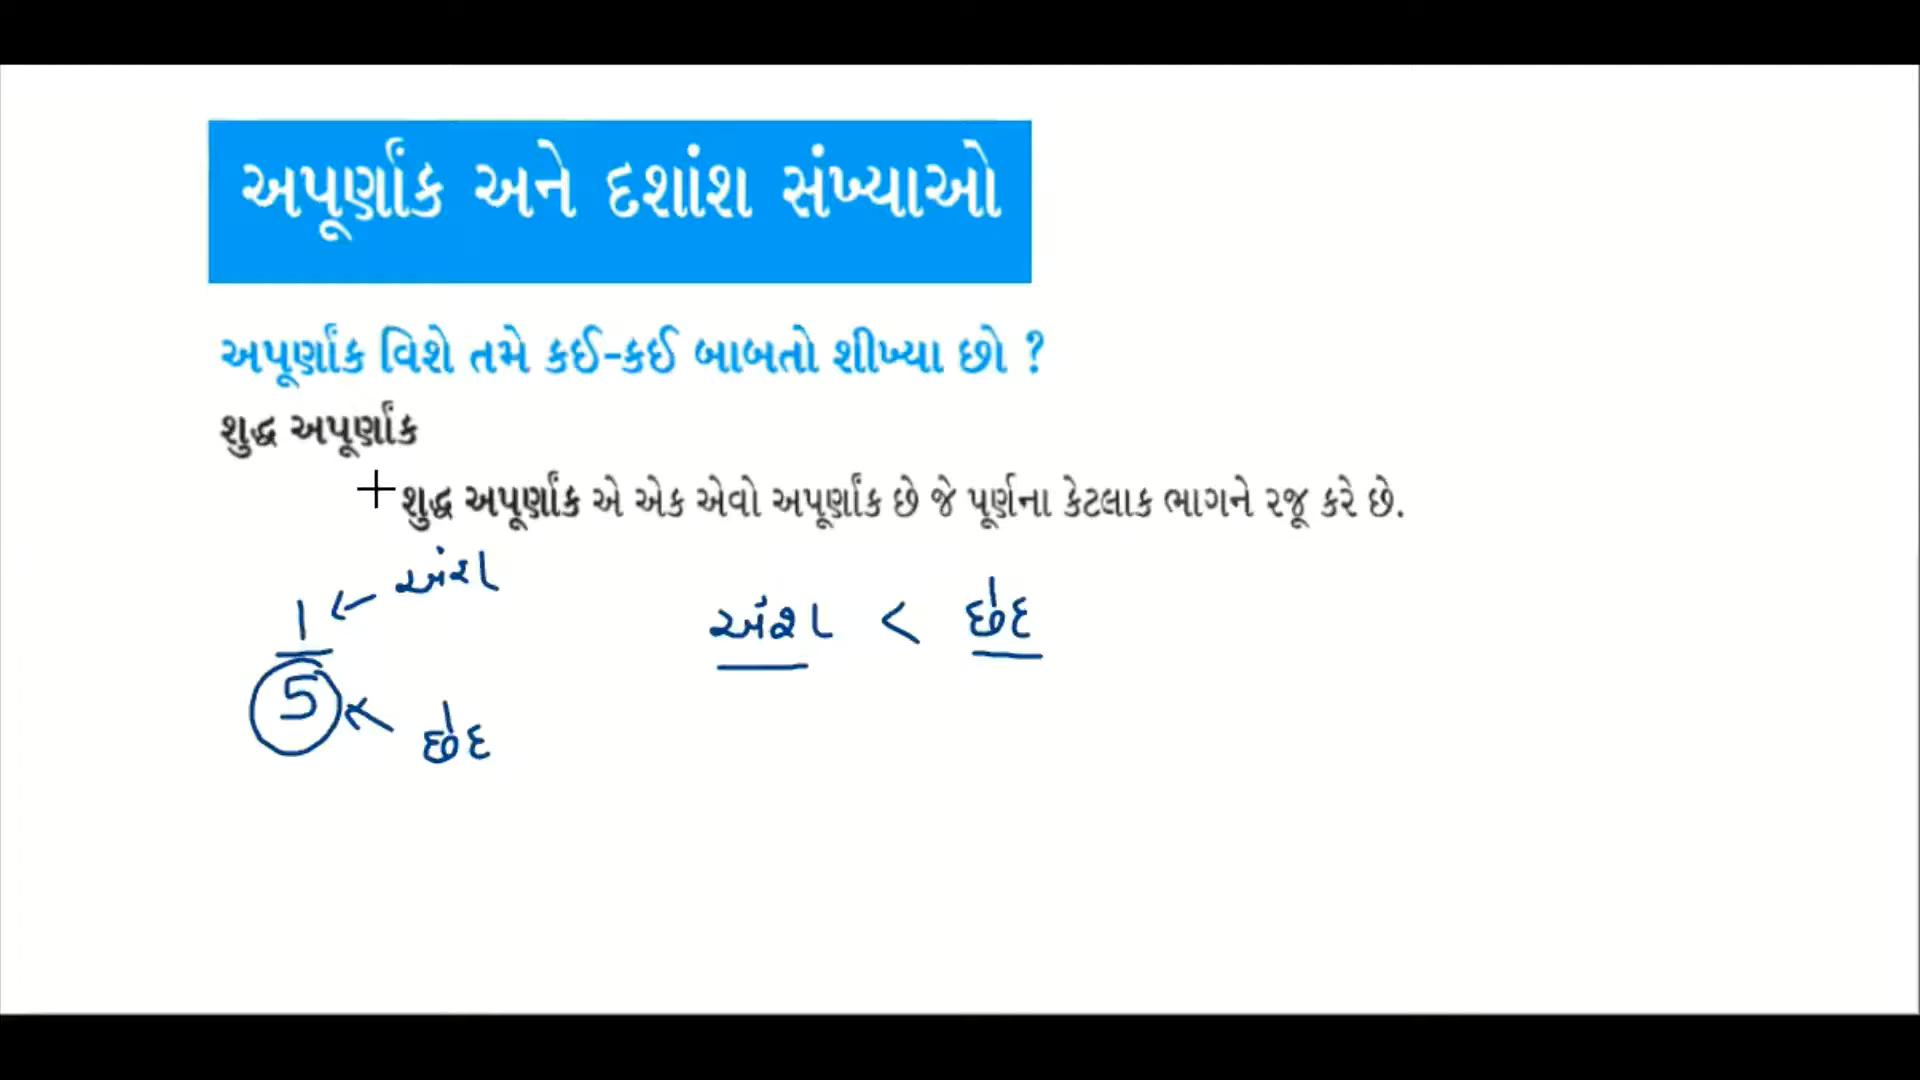 અપૂર્ણાંક અને દશાંશ સંખ્યાઓ
અપૂર્ણાંક વિશે તમે કઈ-કઈ બાબતો શીખ્યા છો ?
શુદ્ધ અપૂર્ણાંક
શુદ્ધ અપૂર્ણાંક એ એક એવો અપૂર્ણાંક છે જે પૂર્ણના કેટલાક ભાગને રજૂ કરે છે.
1 ← અંશ
5 ← છેદ
અંશ < છેદ